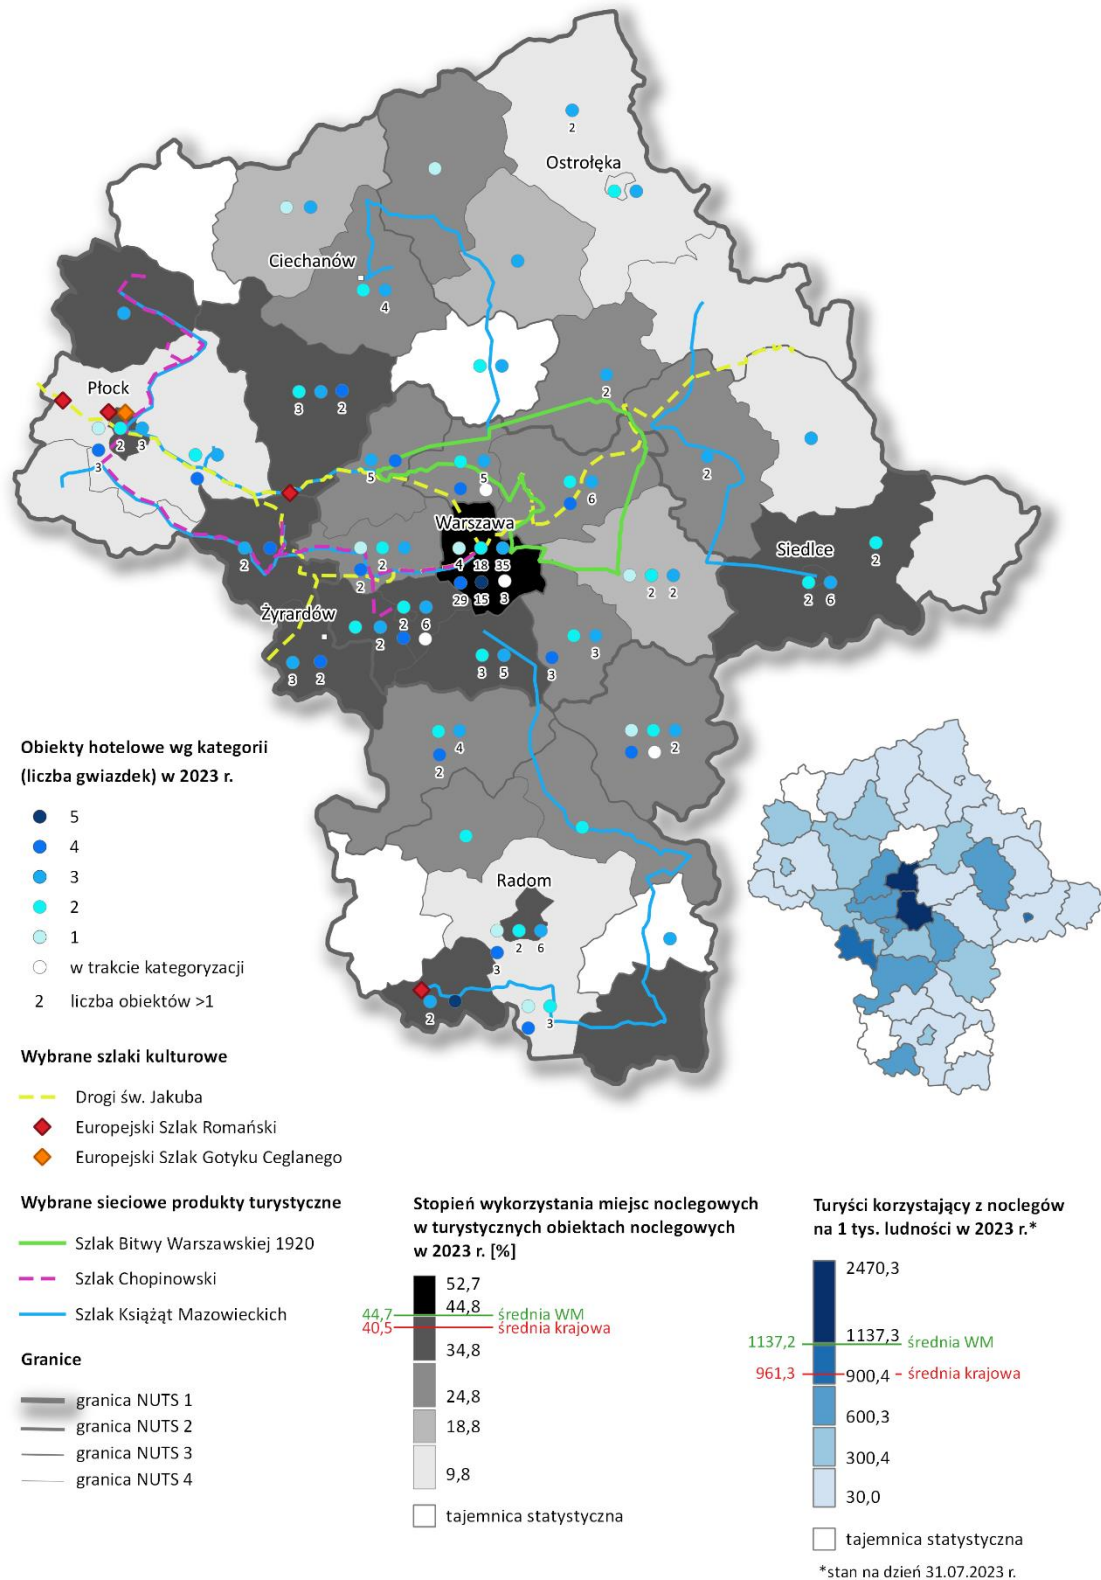 2
Ostrołęka
Ciechanów
4
Płock
2
3
3
3
2
2
5
5
6
2
Warszawa
4
18
35
29
15
3
Siedlce
2
2
2
2
6
2
2
2
Żyrardów
2
6
2
3
2
3
5
3
3
4
2
2
Radom
2
6
3
2
3
Obiekty hotelowe wg kategorii
(liczba gwiazdek) w 2023 r.
5
4
3
2
1
w trakcie kategoryzacji
2 liczba obiektów >1
Wybrane szlaki kulturowe
Drogi św. Jakuba
Europejski Szlak Romański
Europejski Szlak Gotyku Ceglanego
Wybrane sieciowe produkty turystyczne
Szlak Bitwy Warszawskiej 1920
Szlak Chopinowski
Szlak Książąt Mazowieckich
Granice
granica NUTS 1
granica NUTS 2
granica NUTS 3
granica NUTS 4
Stopień wykorzystania miejsc noclegowych
w turystycznych obiektach noclegowych
w 2023 r. [%]
52,7
44,8
44,7 średnia WM
40,5 średnia krajowa
34,8
24,8
18,8
9,8
tajemnica statystyczna
Turyści korzystający z noclegów
na 1 tys. ludności w 2023 r.*
2470,3
1137,3
1137,2 średnia WM
961,3 900,4 średnia krajowa
600,3
300,4
30,0
tajemnica statystyczna
*stan na dzień 31.07.2023 r.